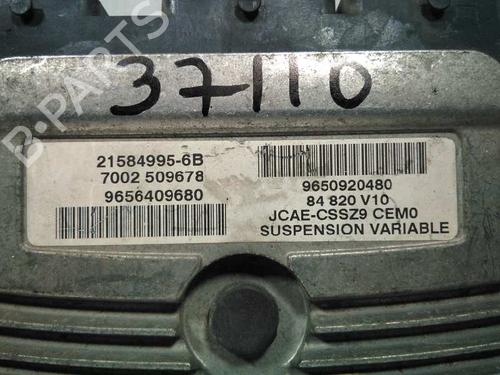 37110
21584995-6B
7002 509678
9656409680
9650920480
84 820 V10
JCAE-CSSZ9 CEM0
SUSPENSION VARIABLE
B-PARTS